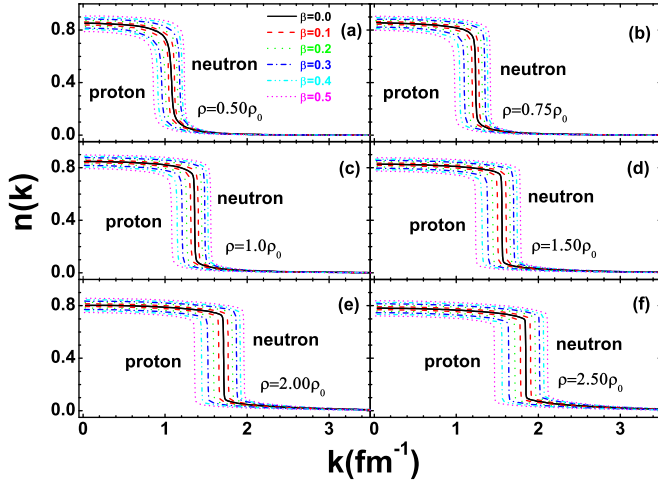 0.8
0.4
0.0
β=0.0
β=0.1
β=0.2
β=0.3
β=0.4
β=0.5
(a)
neutron
proton
ρ=0.50ρ₀
(b)
neutron
proton
ρ=0.75ρ₀
n(k)
0.8
0.4
0.0
(c)
neutron
proton
ρ=1.0ρ₀
(d)
neutron
proton
ρ=1.50ρ₀
0.8
0.4
0.0
(e)
neutron
proton
ρ=2.00ρ₀
(f)
neutron
proton
ρ=2.50ρ₀
0 1 2 3 0 1 2 3
k(fm⁻¹)